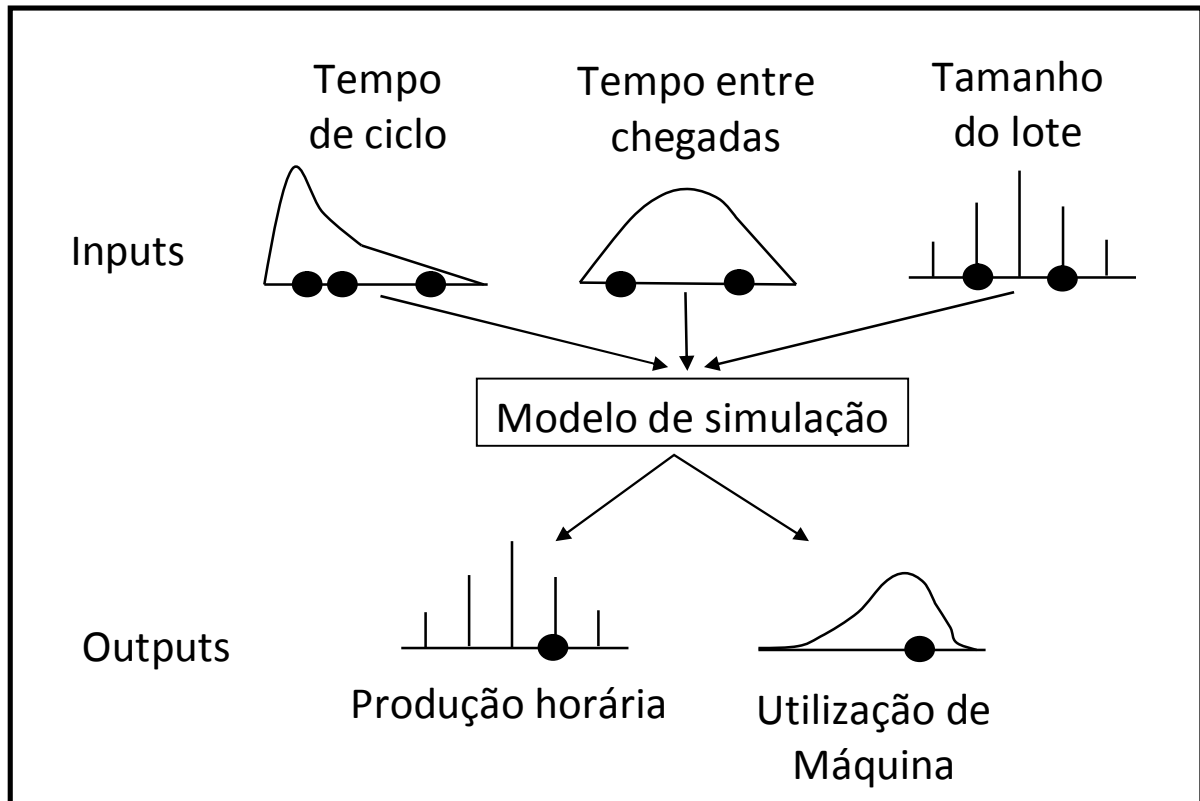 Tempo
de ciclo
Tempo entre
chegadas
Tamanho
do lote
Inputs
Modelo de simulação
Outputs
Produção horária
Utilização de
Máquina